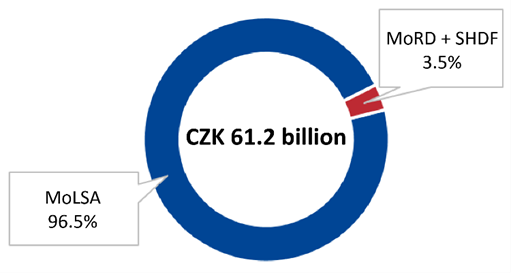 MoRD + SHDF
3.5%
CZK 61.2 billion
MoLSA
96.5%